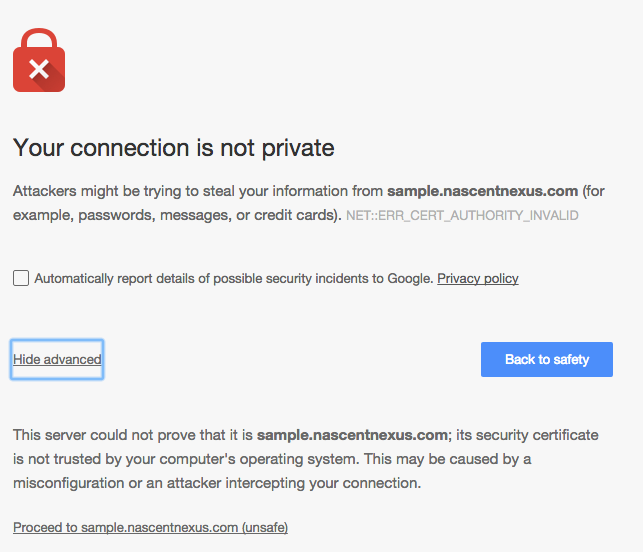 Your connection is not private
Attackers might be trying to steal your information from sample.nascentnexus.com (for
example, passwords, messages, or credit cards). NET::ERR_CERT_AUTHORITY_INVALID
Automatically report details of possible security incidents to Google. Privacy policy
Hide advanced
Back to safety
This server could not prove that it is sample.nascentnexus.com; its security certificate
is not trusted by your computer's operating system. This may be caused by a
misconfiguration or an attacker intercepting your connection.
Proceed to sample.nascentnexus.com (unsafe)